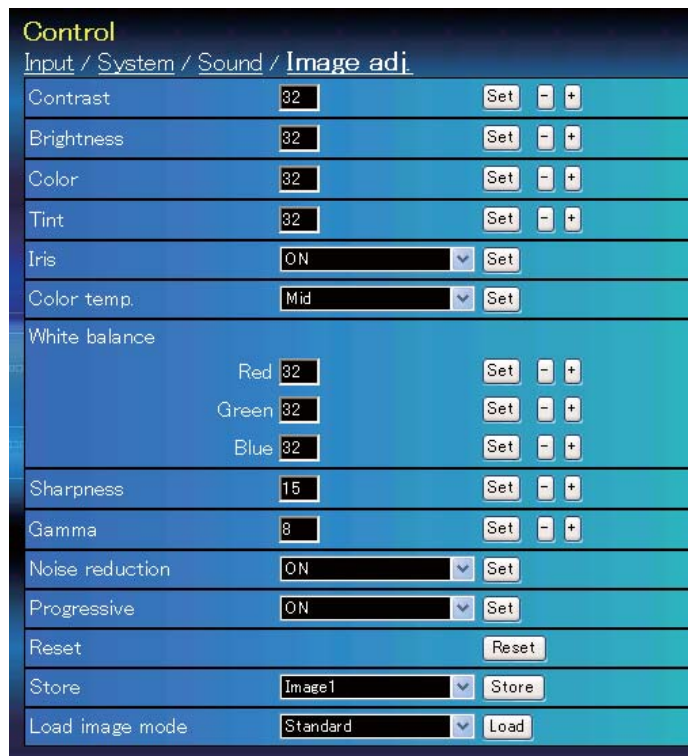 Control
Input / System / Sound / Image adj.
Contrast 32 Set - +
Brightness 32 Set - +
Color 32 Set - +
Tint 32 Set - +
Iris ON Set
Color temp. Mid Set
White balance
Red 32 Set - +
Green 32 Set - +
Blue 32 Set - +
Sharpness 15 Set - +
Gamma 8 Set - +
Noise reduction ON Set
Progressive ON Set
Reset Reset
Store Image1 Store
Load image mode Standard Load